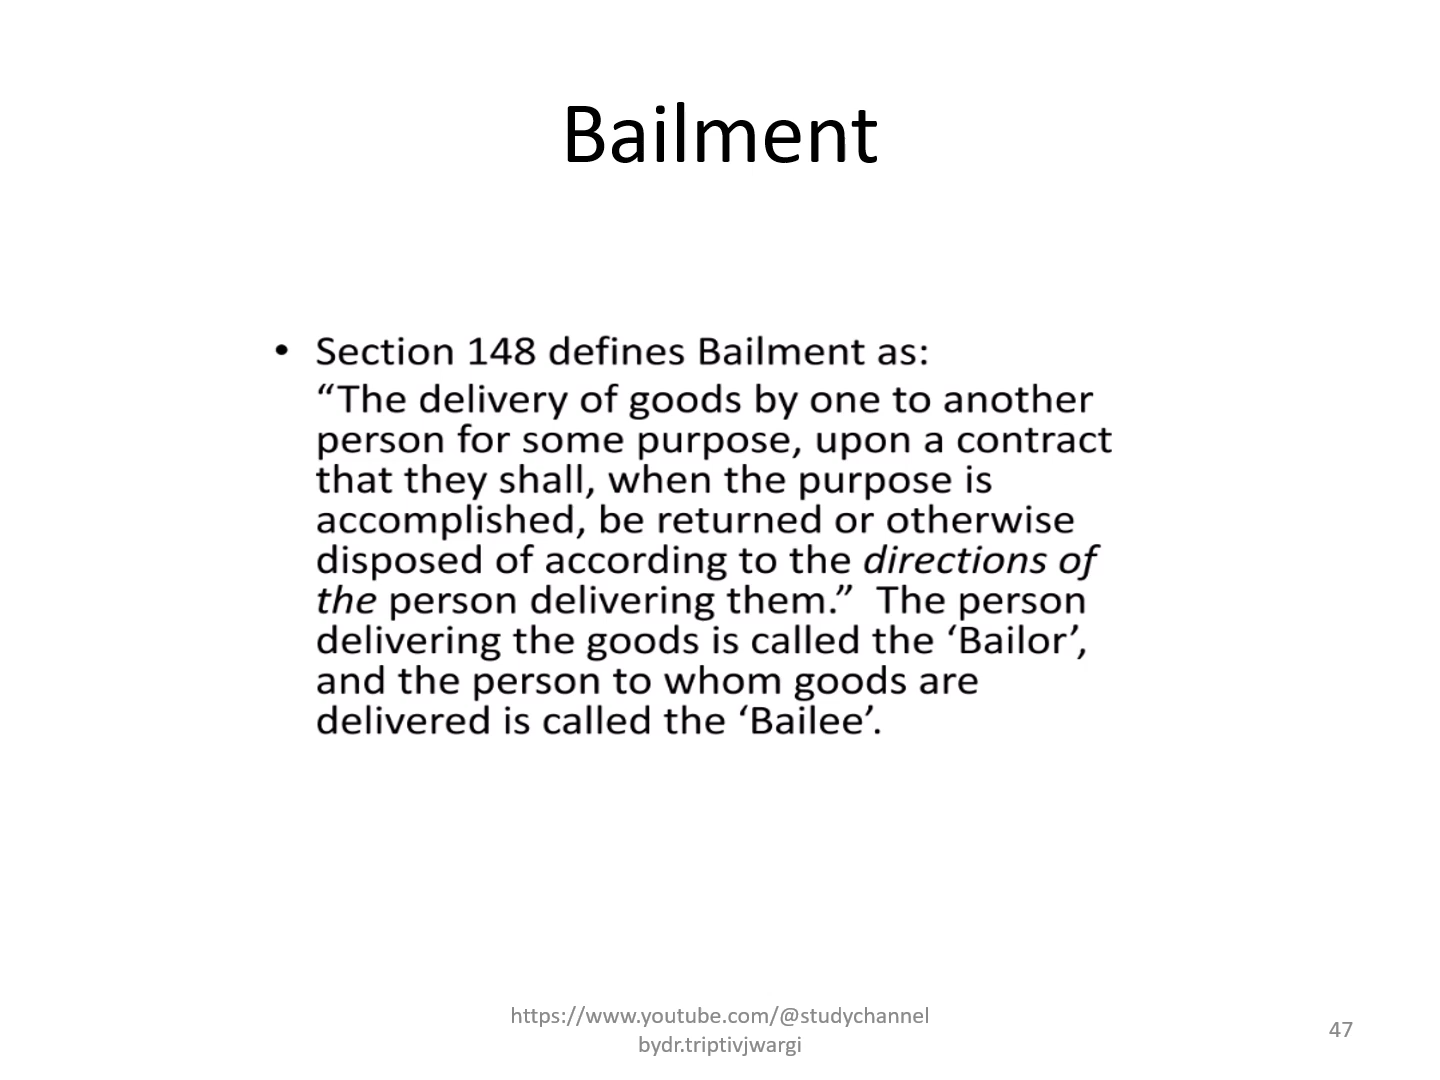 Bailment
• Section 148 defines Bailment as:
“The delivery of goods by one to another
person for some purpose, upon a contract
that they shall, when the purpose is
accomplished, be returned or otherwise
disposed of according to the directions of
the person delivering them.”  The person
delivering the goods is called the ‘Bailor’,
and the person to whom goods are
delivered is called the ‘Bailee’.
https://www.youtube.com/@studychannel
bydr.triptivjwargi
47